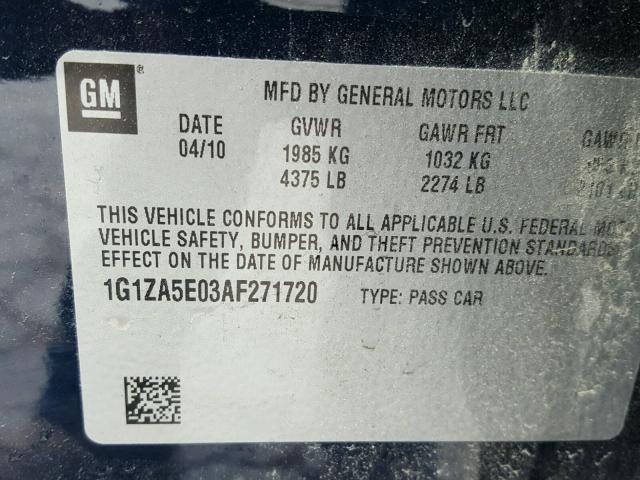 GM ®
MFD BY GENERAL MOTORS LLC
DATE GVWR GAWR FRT
04/10 1985 KG 1032 KG
4375 LB 2274 LB
THIS VEHICLE CONFORMS TO ALL APPLICABLE U.S. FEDERAL
VEHICLE SAFETY, BUMPER, AND THEFT PREVENTION STANDARDS
EFFECT ON THE DATE OF MANUFACTURE SHOWN ABOVE.
1G1ZA5E03AF271720 TYPE: PASS CAR